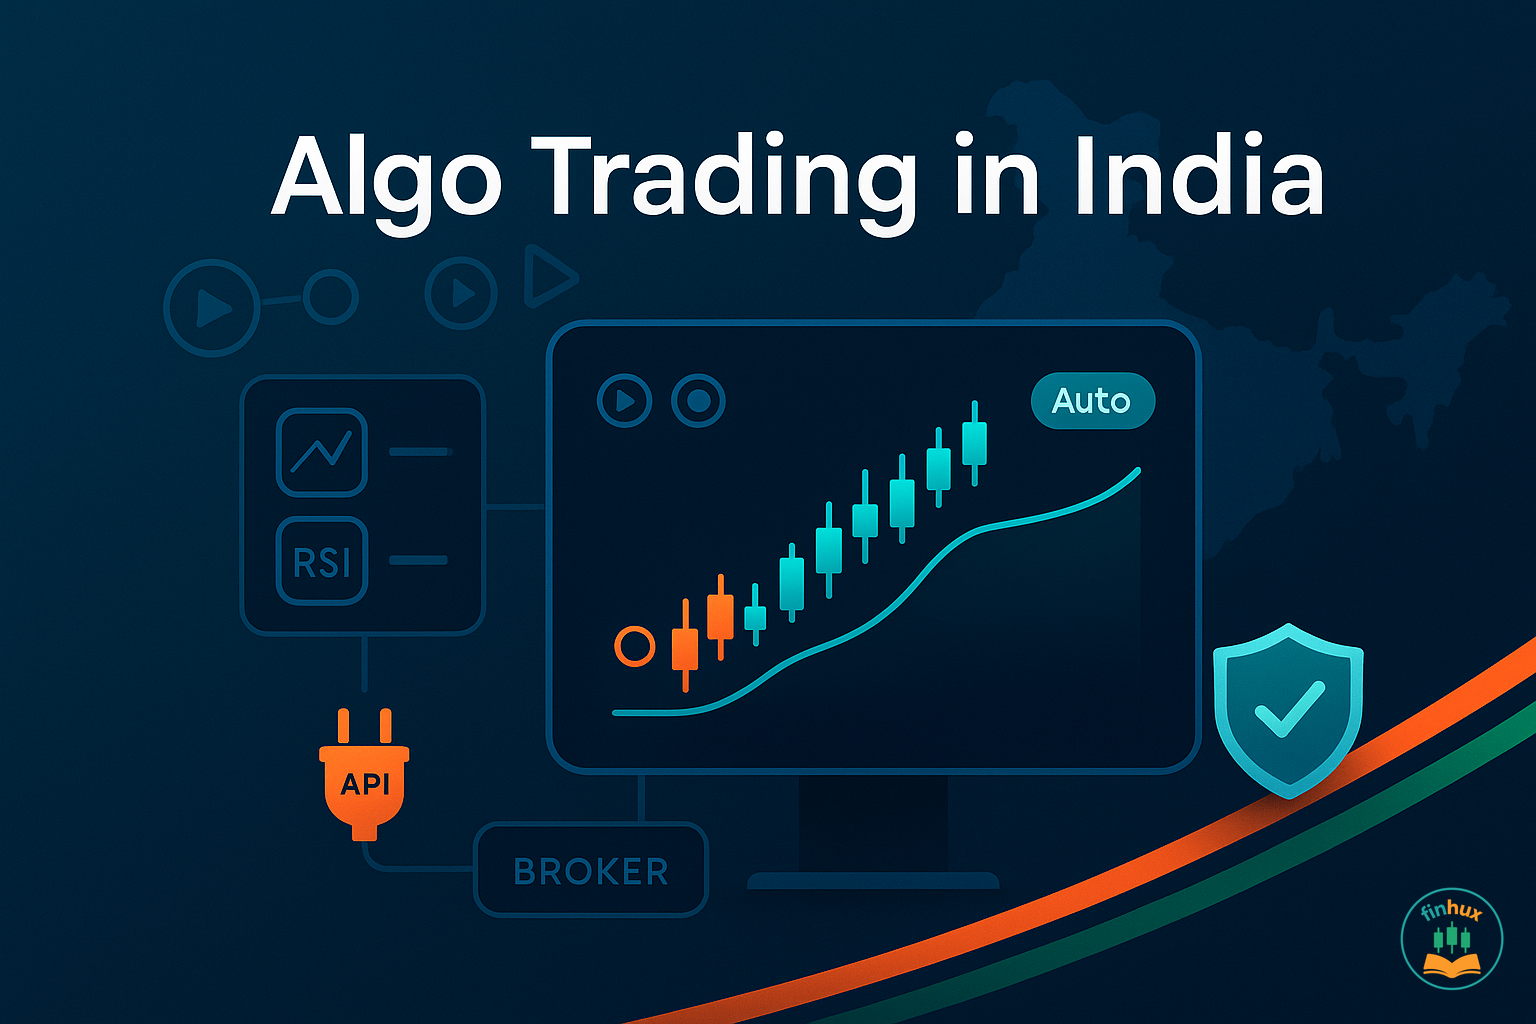 Algo Trading in India
Auto
RSI
API
BROKER
finhux